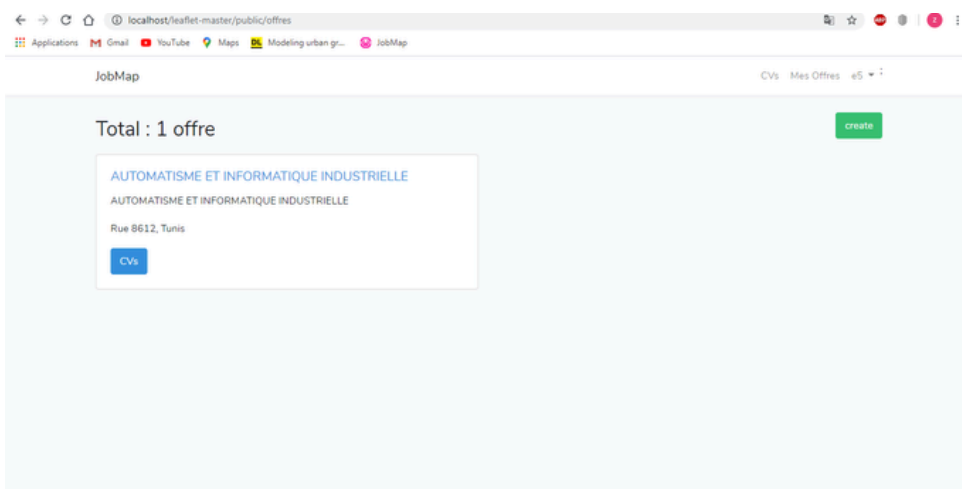 localhost/leaflet-master/public/offres
Applications Gmail YouTube Maps DL Modeling urban gr... JobMap
JobMap CVs Mes Offres e5
Total : 1 offre create
AUTOMATISME ET INFORMATIQUE INDUSTRIELLE
AUTOMATISME ET INFORMATIQUE INDUSTRIELLE
Rue 8612, Tunis
CVs